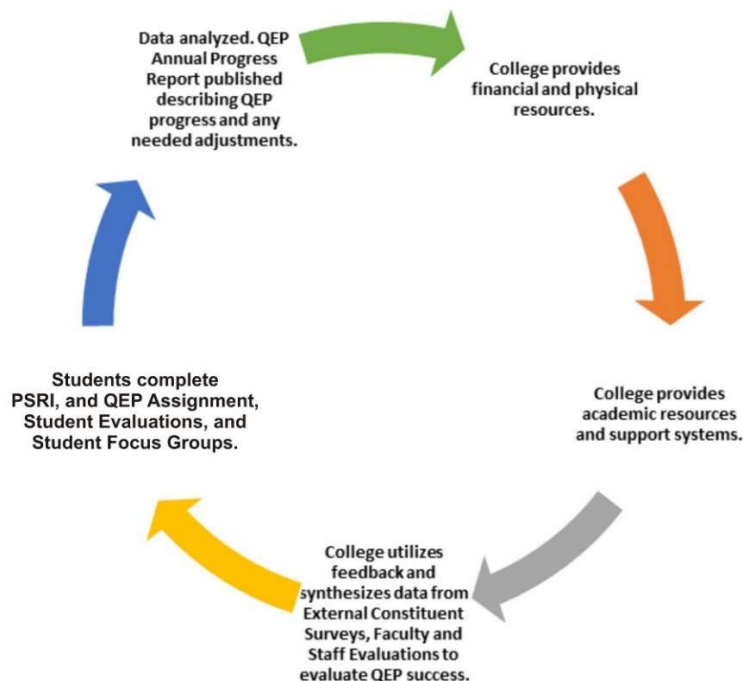 Data analyzed. QEP
Annual Progress
Report published
describing QEP
progress and any
needed adjustments.
College provides
financial and physical
resources.
College provides
academic resources
and support systems.
College utilizes
feedback and
synthesizes data from
External Constituent
Surveys, Faculty and
Staff Evaluations to
evaluate QEP success.
Students complete
PSRI, and QEP Assignment,
Student Evaluations, and
Student Focus Groups.